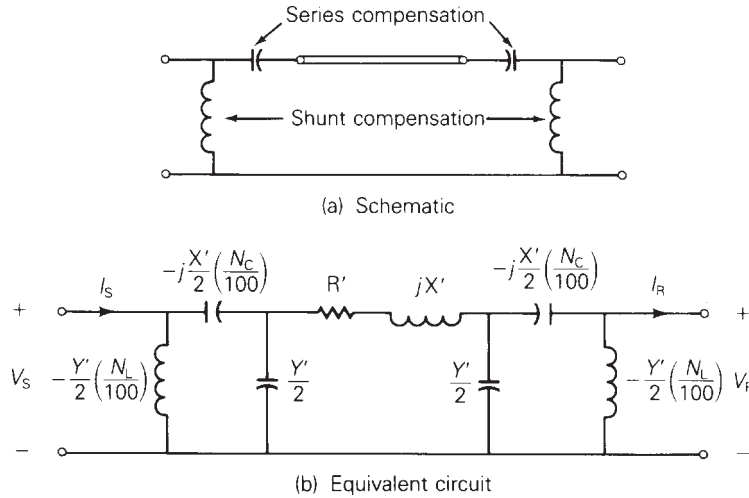 Series compensation
Shunt compensation
(a) Schematic
-j X'/2 (N_C/100)
-j X'/2 (N_C/100)
I_S
R'
jX'
I_R
+
+
V_S
-Y'/2 (N_L/100)
Y'/2
Y'/2
-Y'/2 (N_L/100)
−
−
(b) Equivalent circuit